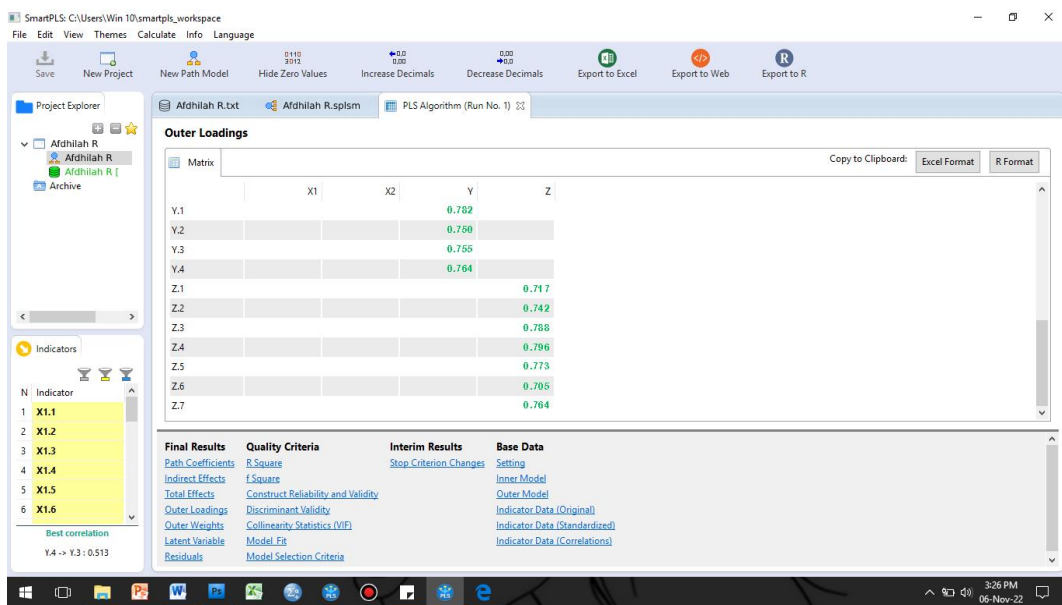 SmartPLS: C:\Users\Win 10\smartpls_workspace
File Edit View Themes Calculate Info Language
Save New Project New Path Model Hide Zero Values Increase Decimals Decrease Decimals Export to Excel Export to Web Export to R
Project Explorer
Afdhilah R
Afdhilah R
Afdhilah R [
Archive
Indicators
N Indicator
1 X1.1
2 X1.2
3 X1.3
4 X1.4
5 X1.5
6 X1.6
Best correlation
Y.4 -> Y.3 : 0.513
Afdhilah R.txt Afdhilah R.splsm PLS Algorithm (Run No. 1)
Outer Loadings
Matrix Copy to Clipboard: Excel Format R Format
X1 X2 Y Z
Y.1 0.782
Y.2 0.750
Y.3 0.755
Y.4 0.764
Z.1 0.717
Z.2 0.742
Z.3 0.788
Z.4 0.796
Z.5 0.773
Z.6 0.705
Z.7 0.764
Final Results Quality Criteria Interim Results Base Data
Path Coefficients R Square Stop Criterion Changes Setting
Indirect Effects f Square Inner Model
Total Effects Construct Reliability and Validity Outer Model
Outer Loadings Discriminant Validity Indicator Data (Original)
Outer Weights Collinearity Statistics (VIF) Indicator Data (Standardized)
Latent Variable Model_Fit Indicator Data (Correlations)
Residuals Model Selection Criteria
3:26 PM
06-Nov-22